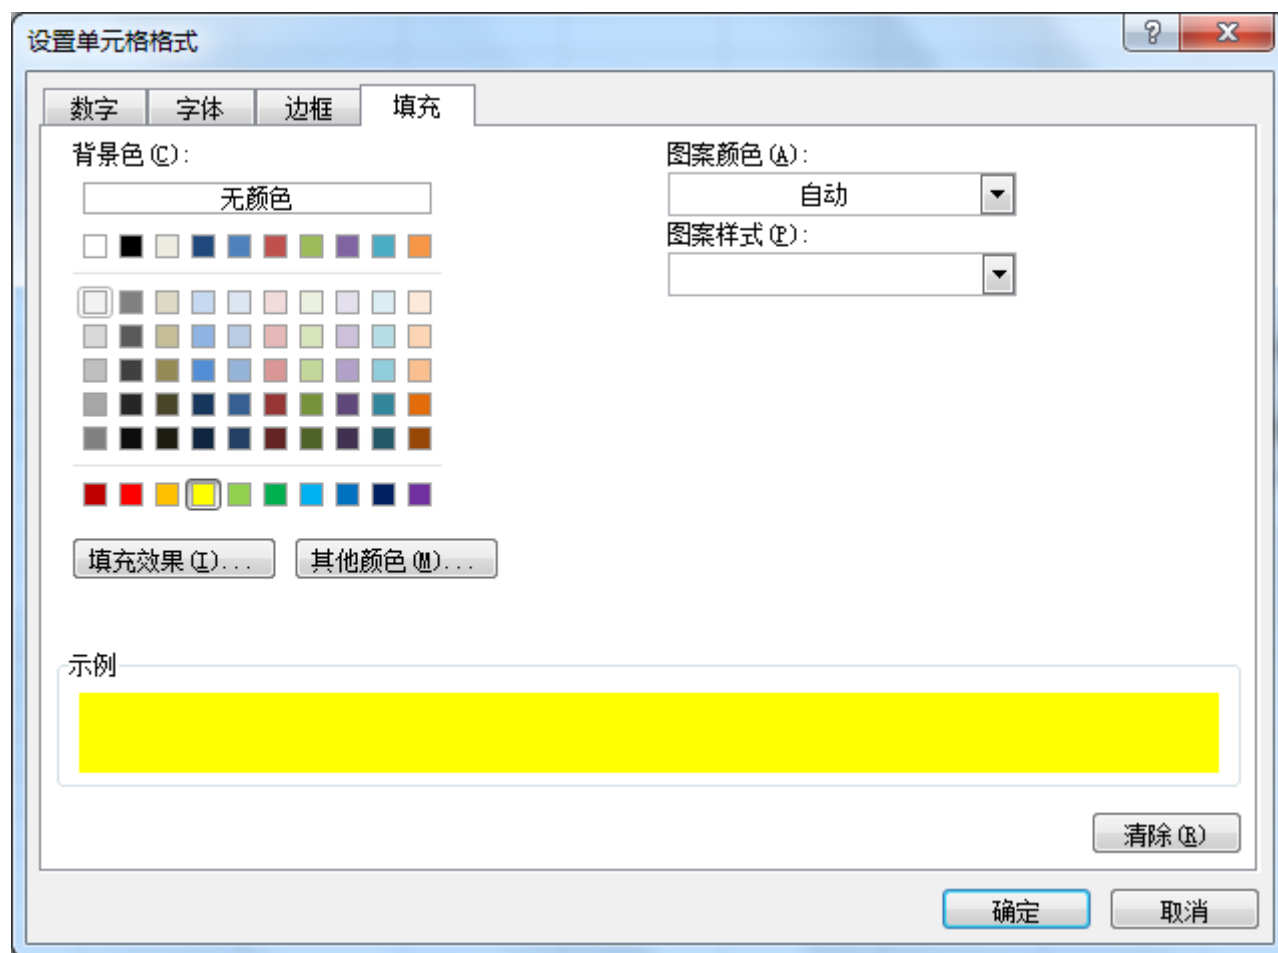 设置单元格格式
数字 字体 边框 填充
背景色(C):
无颜色
图案颜色(A):
自动
图案样式(P):
填充效果(I)... 其他颜色(M)...
示例
清除(R)
确定 取消